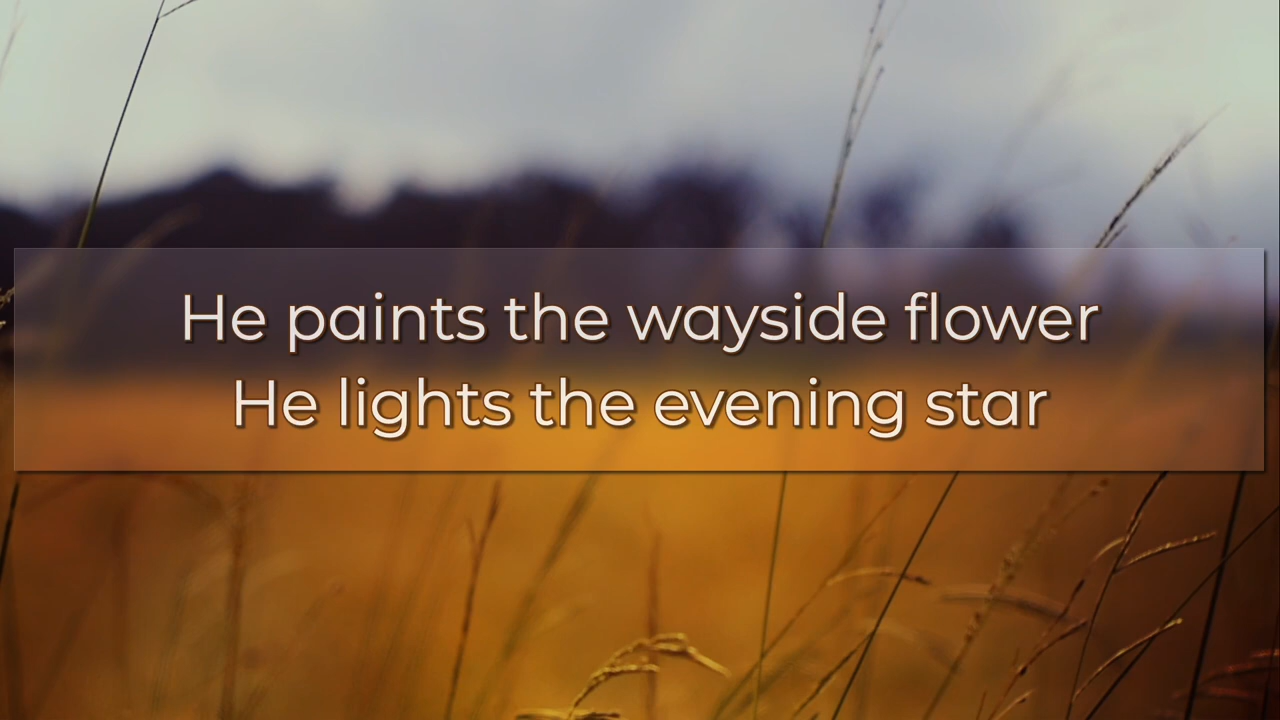 He paints the wayside flower
He lights the evening star